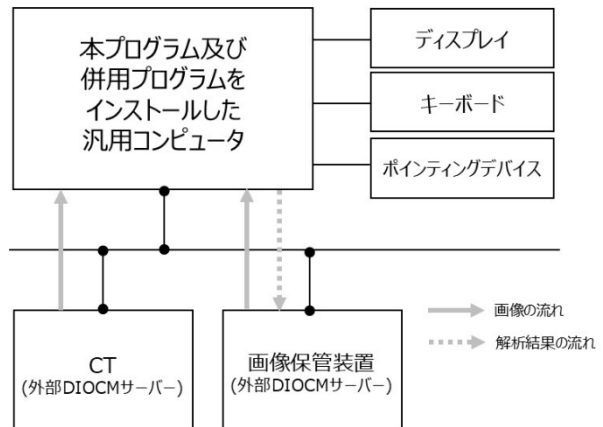 本プログラム及び
併用プログラムを
インストールした
汎用コンピュータ
ディスプレイ
キーボード
ポインティングデバイス
CT
(外部DIOCMサーバー)
画像保管装置
(外部DIOCMサーバー)
画像の流れ
解析結果の流れ